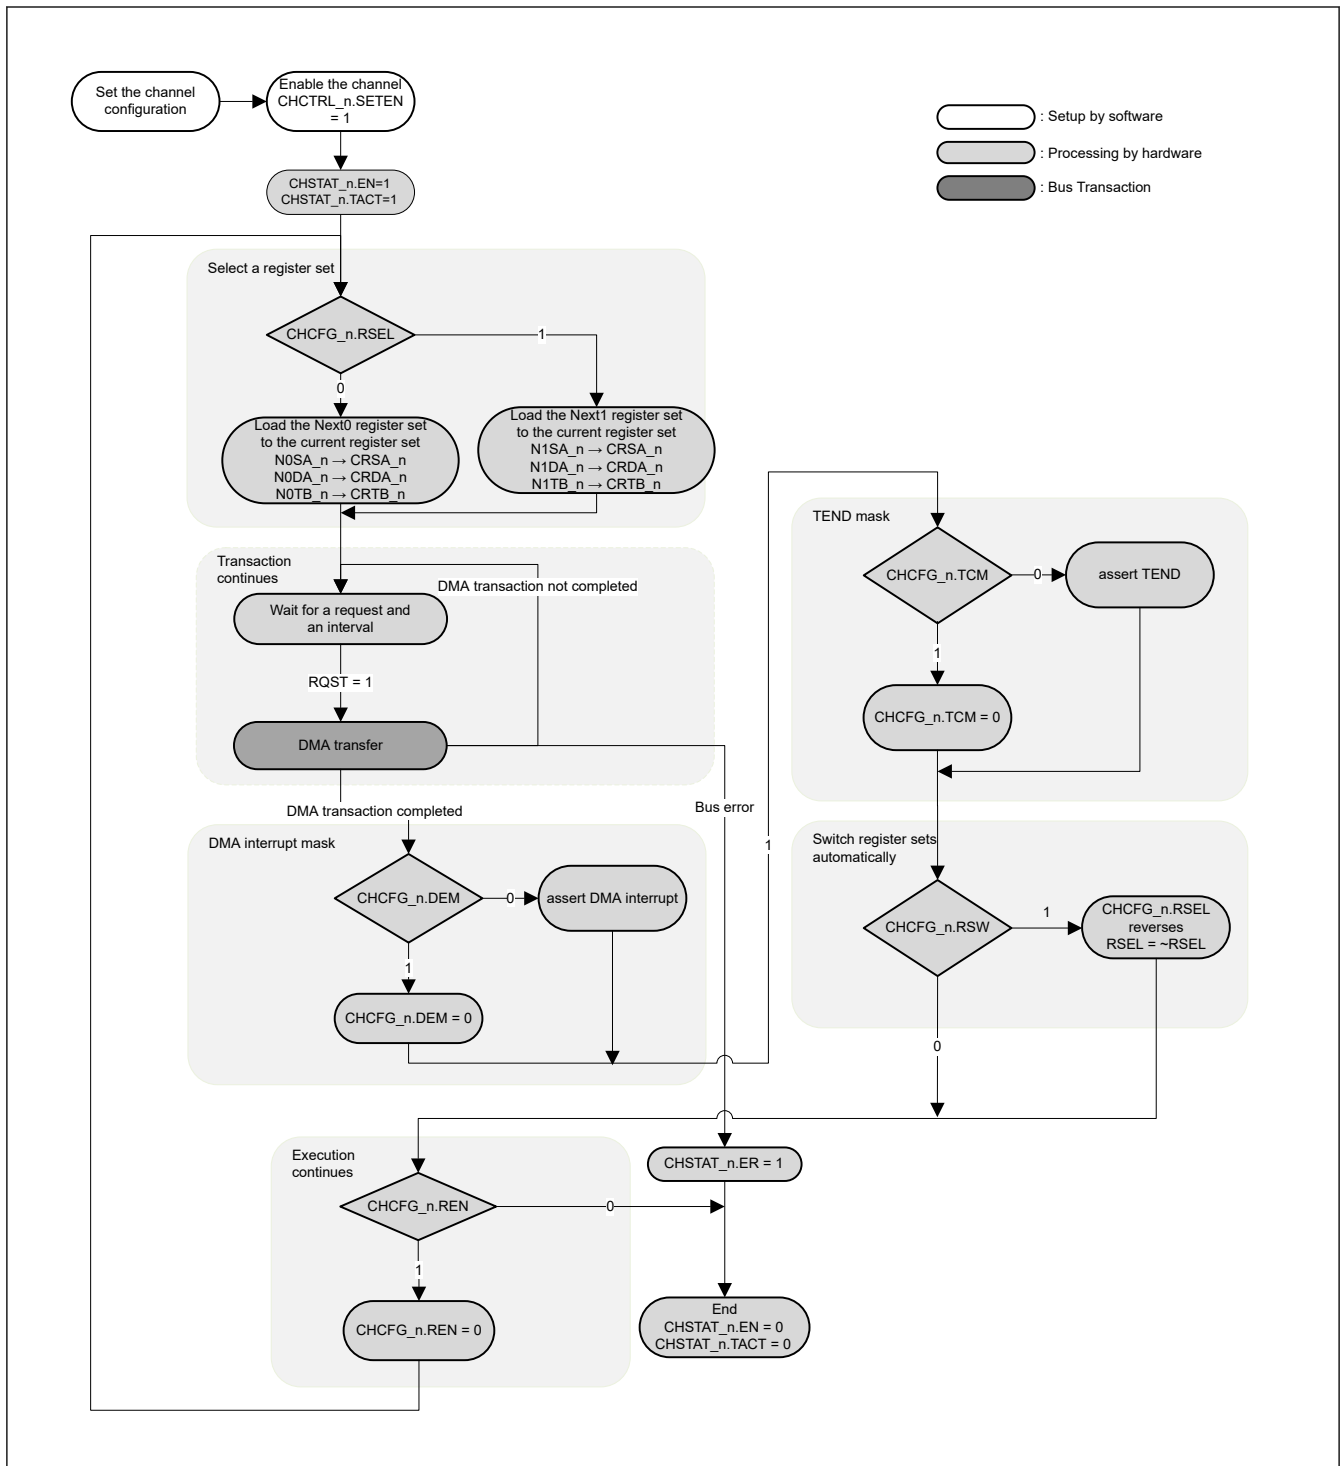 Set the channel
configuration
Enable the channel
CHCTRL_n.SETEN
= 1
: Setup by software
: Processing by hardware
: Bus Transaction
CHSTAT_n.EN=1
CHSTAT_n.TACT=1
Select a register set
CHCFG_n.RSEL
1
0
Load the Next0 register set
to the current register set
N0SA_n → CRSA_n
N0DA_n → CRDA_n
N0TB_n → CRTB_n
Load the Next1 register set
to the current register set
N1SA_n → CRSA_n
N1DA_n → CRDA_n
N1TB_n → CRTB_n
Transaction
continues
DMA transaction not completed
Wait for a request and
an interval
RQST = 1
DMA transfer
DMA transaction completed
Bus error
DMA interrupt mask
CHCFG_n.DEM
0
assert DMA interrupt
1
CHCFG_n.DEM = 0
1
TEND mask
CHCFG_n.TCM
0
assert TEND
1
CHCFG_n.TCM = 0
Switch register sets
automatically
CHCFG_n.RSW
1
CHCFG_n.RSEL
reverses
RSEL = ~RSEL
0
Execution
continues
CHCFG_n.REN
0
1
CHCFG_n.REN = 0
CHSTAT_n.ER = 1
End
CHSTAT_n.EN = 0
CHSTAT_n.TACT = 0